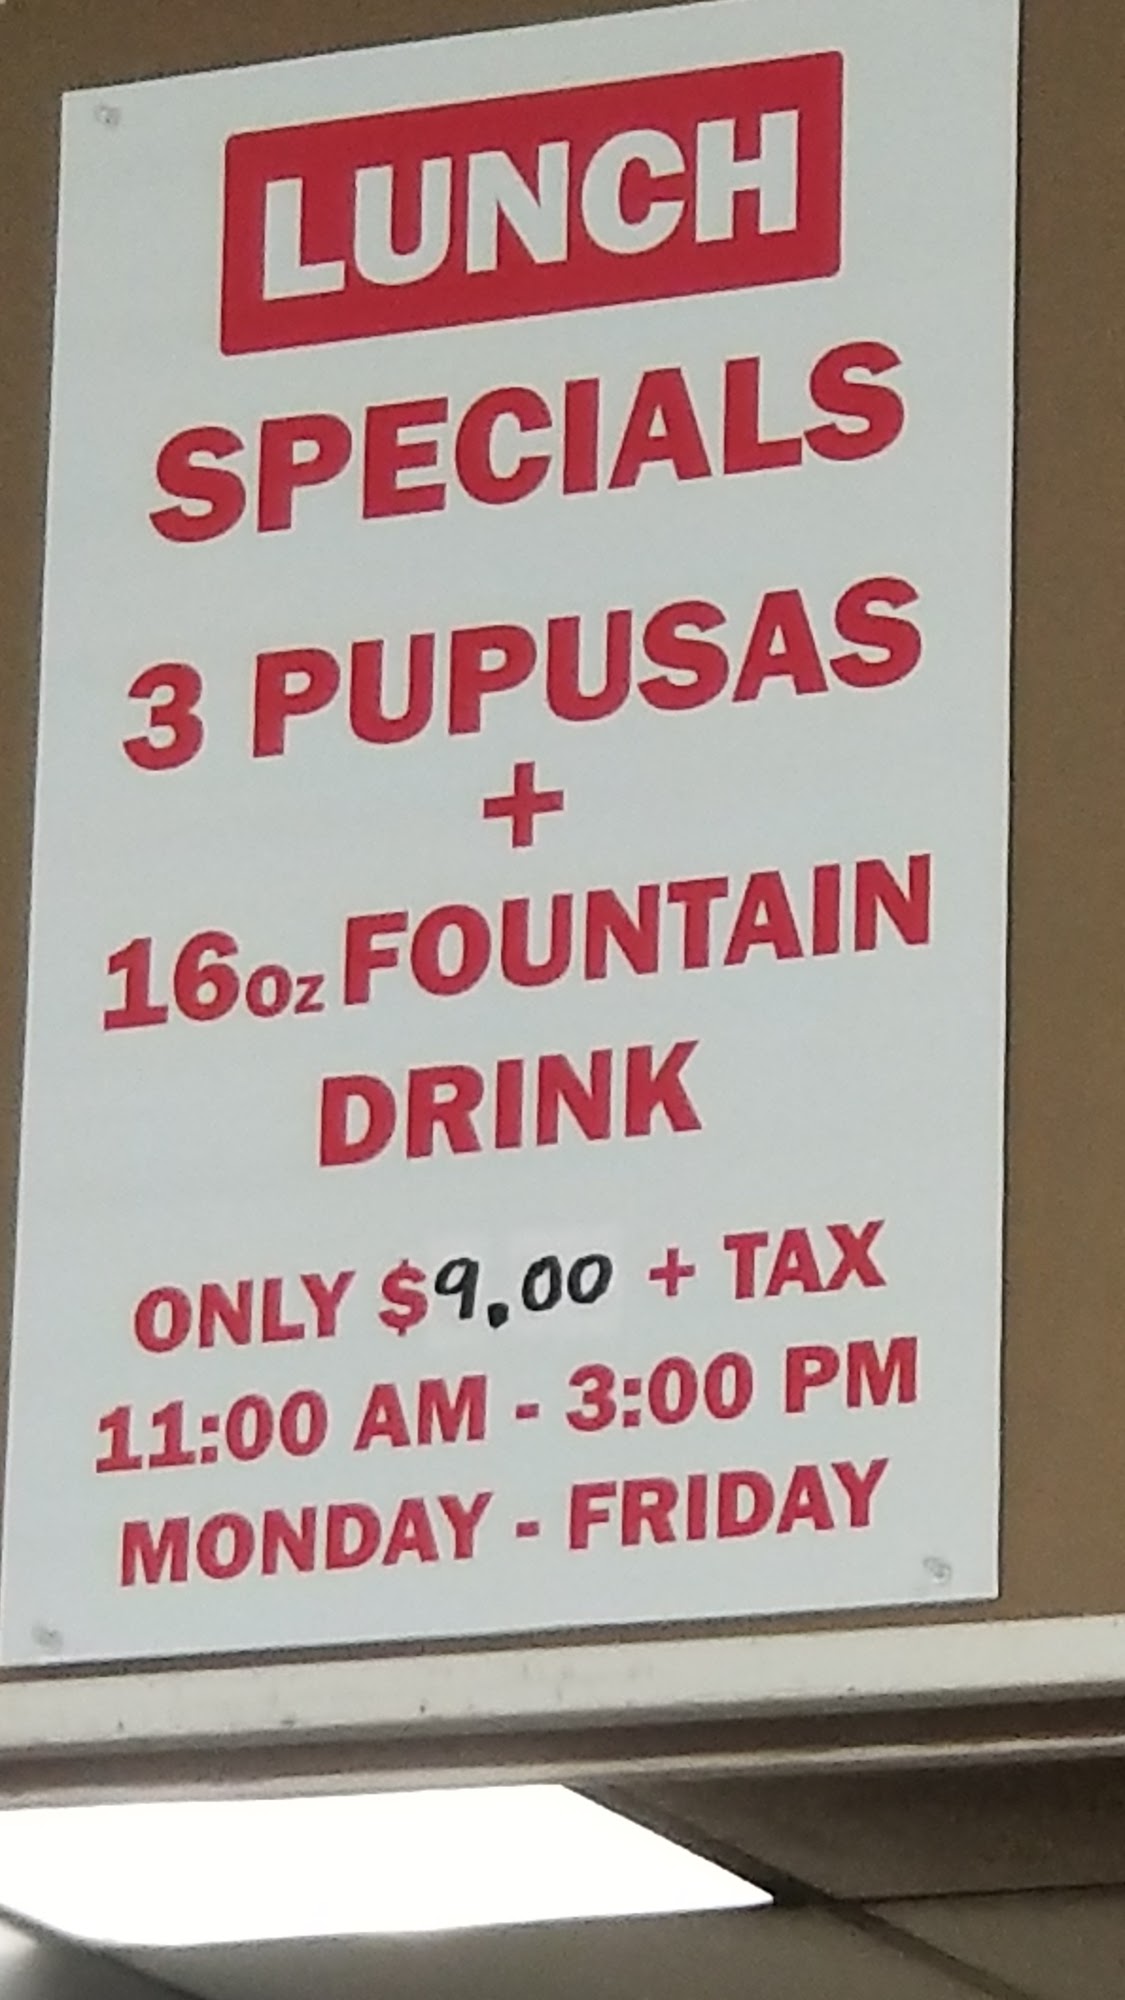 LUNCH
SPECIALS
3 PUPUSAS
+
16oz FOUNTAIN
DRINK
ONLY $9.00 + TAX
11:00 AM - 3:00 PM
MONDAY - FRIDAY